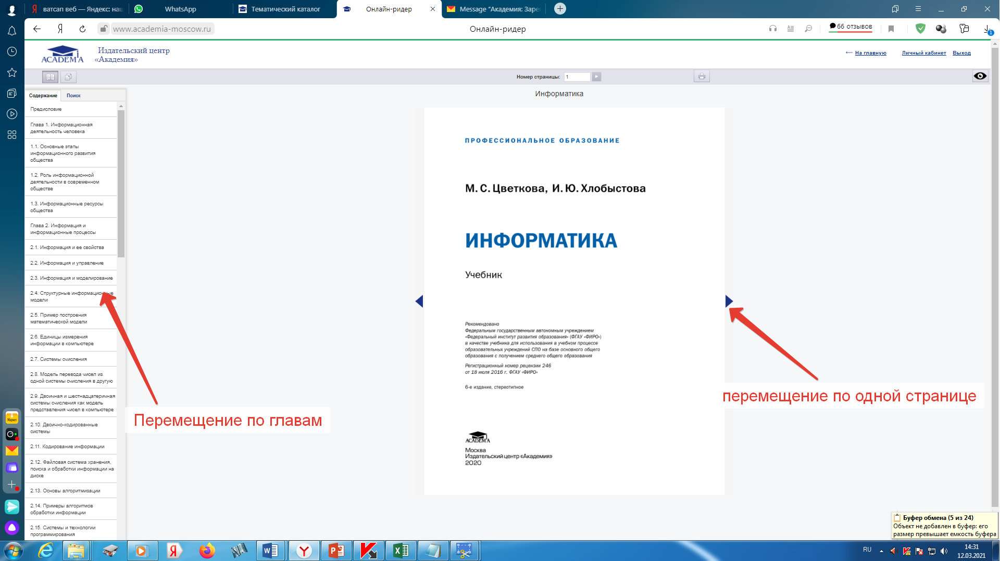 ватсап веб — Яндекс: наш
WhatsApp
Тематический каталог
Онлайн-ридер
Message "Академия: Заре
www.academia-moscow.ru
Онлайн-ридер
66 отзывов
1
ACADEMiA
Издательский центр
«Академия»
На главную
Личный кабинет
Выход
Номер страницы:
1
Содержание
Поиск
Информатика
Предисловие
Глава 1. Информационная
деятельность человека
1.1. Основные этапы
информационного развития
общества
1.2. Роль информационной
деятельности в современном
обществе
1.3. Информационные ресурсы
общества
Глава 2. Информация и
информационные процессы
2.1. Информация и ее свойства
2.2. Информация и управление
2.3. Информация и моделирование
2.4. Структурные информационные
модели
2.5. Пример построения
математической модели
2.6. Единицы измерения
информации в компьютере
2.7. Системы счисления
2.8. Модель перевода чисел из
одной системы счисления в другую
2.9. Двоичная и шестнадцатеричная
системы счисления как модель
представления чисел в компьютере
2.10. Двоично-кодированные
системы
2.11. Кодирование информации
2.12. Файловая система хранения,
поиска и обработки информации на
диске
2.13. Основы алгоритмизации
2.14. Примеры алгоритмов
обработки информации
2.15. Системы и технологии
программирования
ПРОФЕССИОНАЛЬНОЕ ОБРАЗОВАНИЕ
М. С. Цветкова, И. Ю. Хлобыстова
ИНФОРМАТИКА
Учебник
Рекомендовано
Федеральным государственным автономным учреждением
«Федеральный институт развития образования» (ФГАУ «ФИРО»)
в качестве учебника для использования в учебном процессе
образовательных учреждений СПО на базе основного общего
образования с получением среднего общего образования
Регистрационный номер рецензии 246
от 18 июля 2016 г. ФГАУ «ФИРО»
6-е издание, стереотипное
ACADEMiA
Москва
Издательский центр «Академия»
2020
Перемещение по главам
перемещение по одной странице
Маркет
Буфер обмена (5 из 24)
Объект не добавлен в буфер: его
размер превышает емкость буфера
RU
14:31
12.03.2021